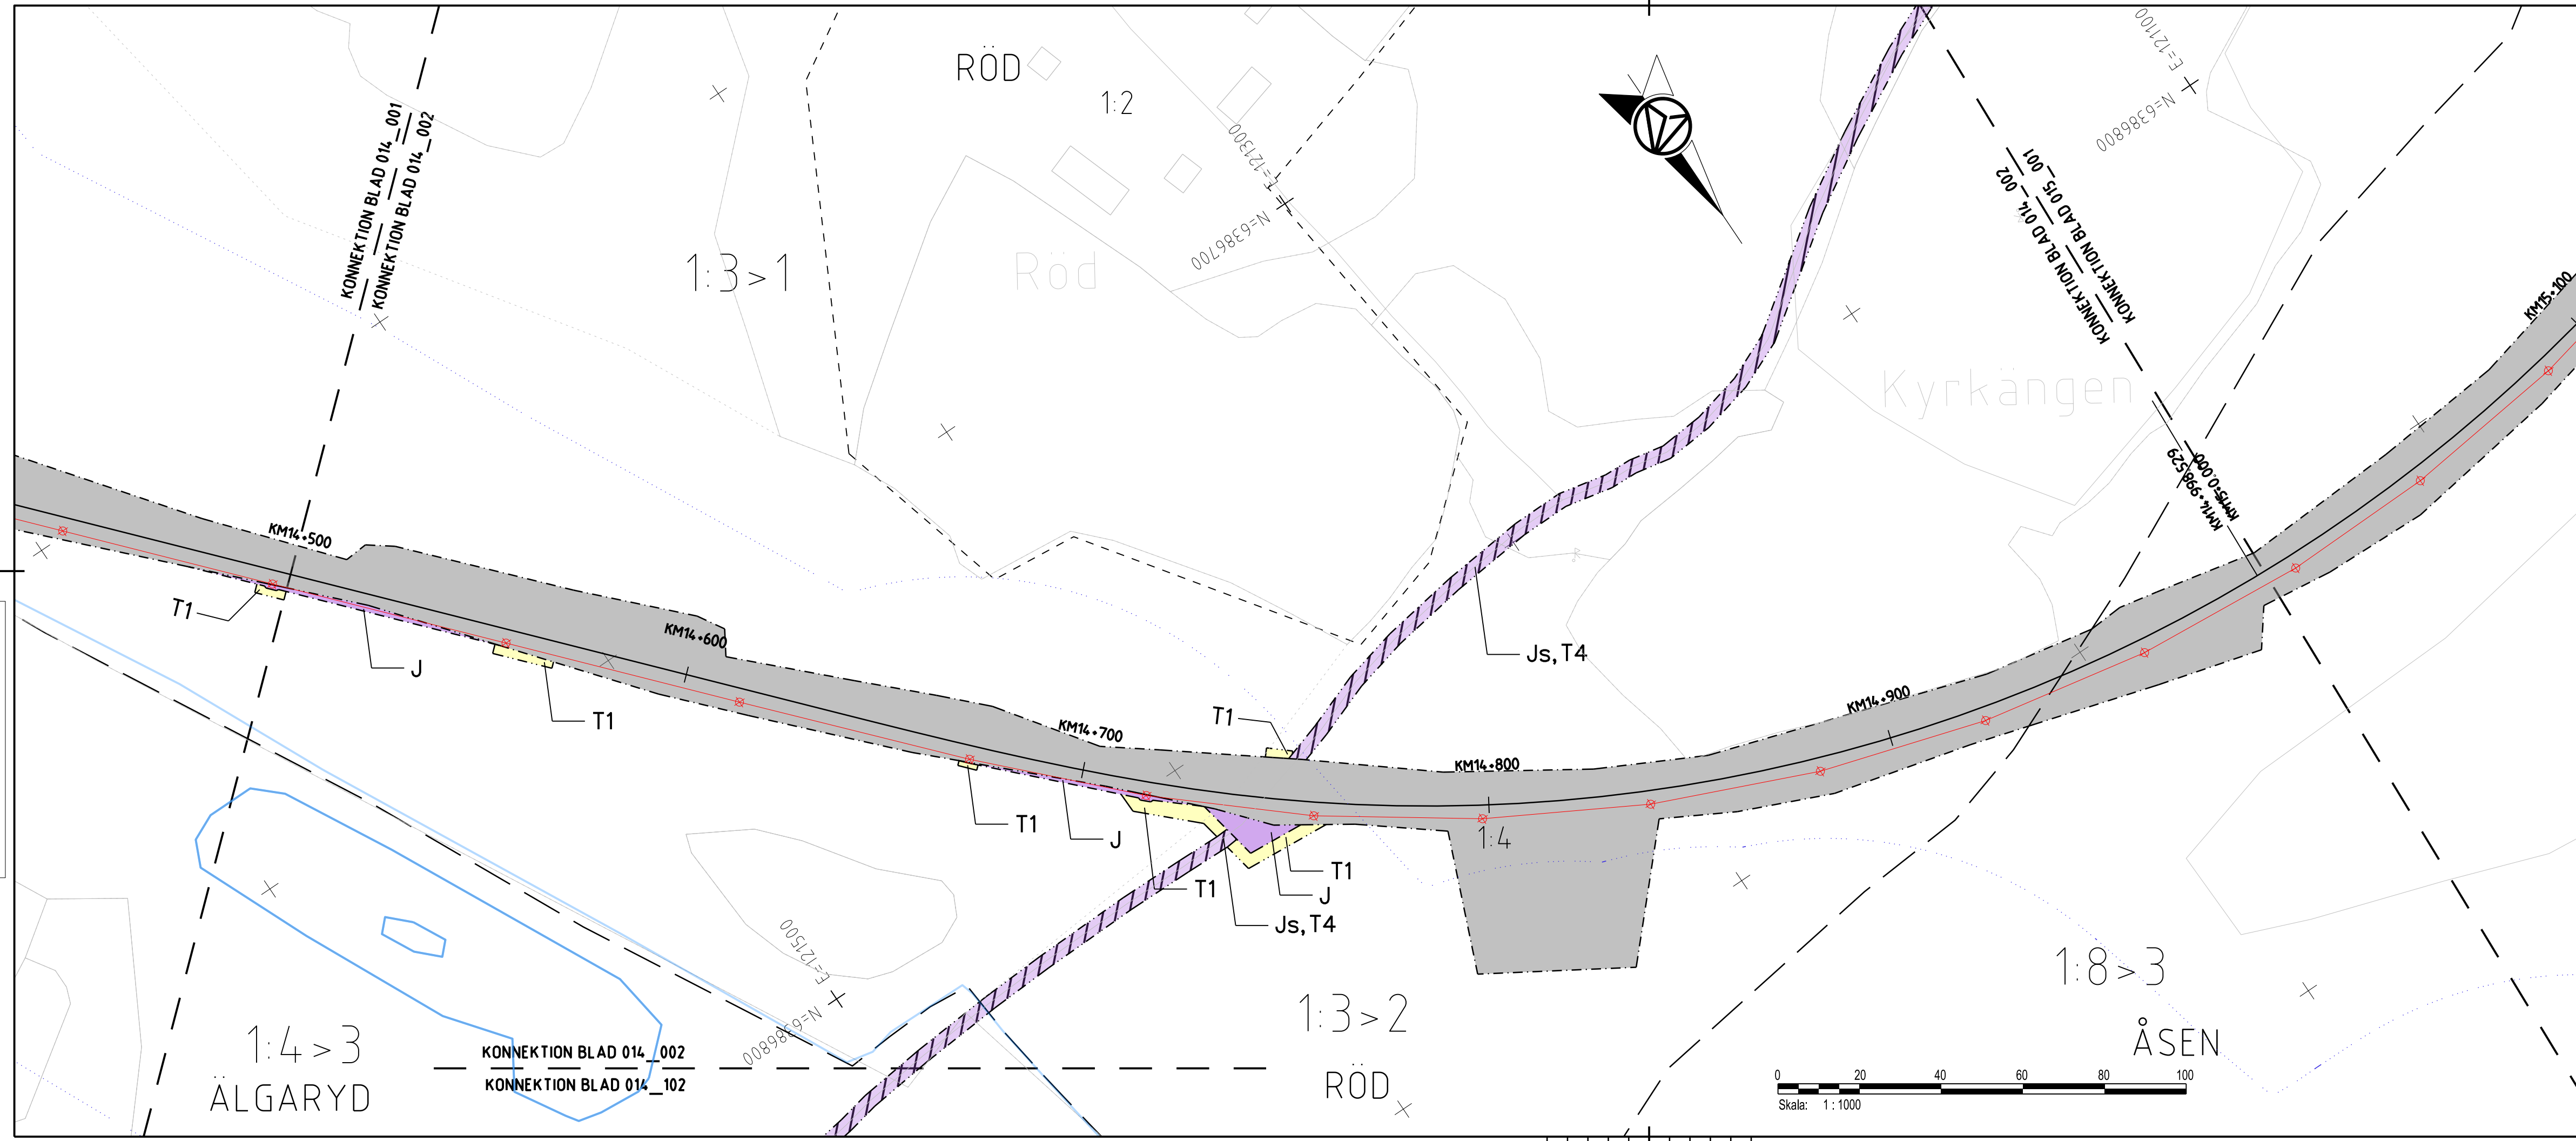 RÖD
1:2
E=121100
N=6386800
KONNEKTION BLAD 014_001
KONNEKTION BLAD 014_002
E=121300
N=6386700
KONNEKTION BLAD 014_002
KONNEKTION BLAD 015_001
1:3>1
Röd
KM15+100
Kyrkängen
KM14+998.529
KM15+0.000
KM14+500
T1
J
KM14+600
Js,T4
T1
KM14+700
T1
KM14+900
KM14+800
T1
J
1:4
T1
T1
J
Js,T4
E=121500
N=6386800
1:8>3
1:3>2
1:4>3
ÅSEN
KONNEKTION BLAD 014_002
KONNEKTION BLAD 014_102
ÄLGARYD
RÖD
0 20 40 60 80 100
Skala: 1 : 1000